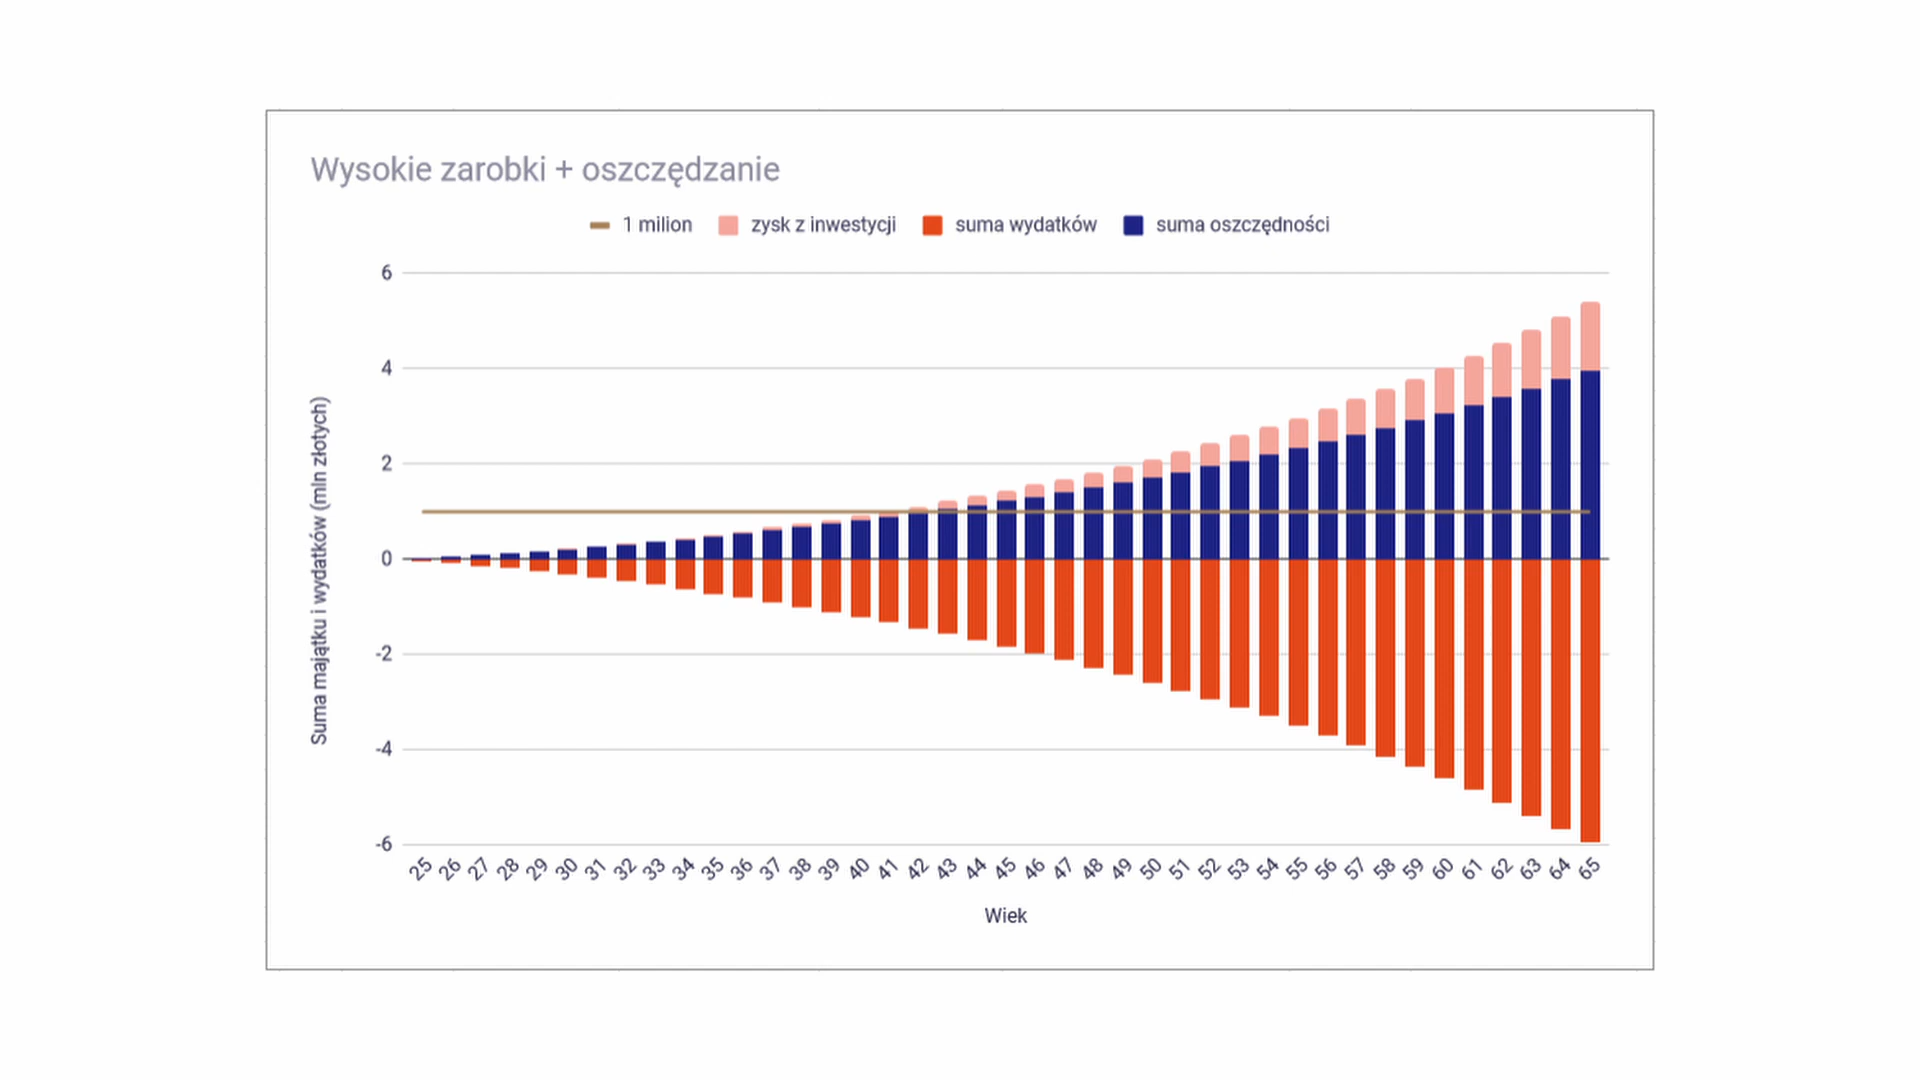 Wysokie zarobki + oszczędzanie
1 milion zysk z inwestycji suma wydatków suma oszczędności
Suma majątku i wydatków (mln złotych)
6
4
2
0
-2
-4
-6
25 26 27 28 29 30 31 32 33 34 35 36 37 38 39 40 41 42 43 44 45 46 47 48 49 50 51 52 53 54 55 56 57 58 59 60 61 62 63 64 65
Wiek